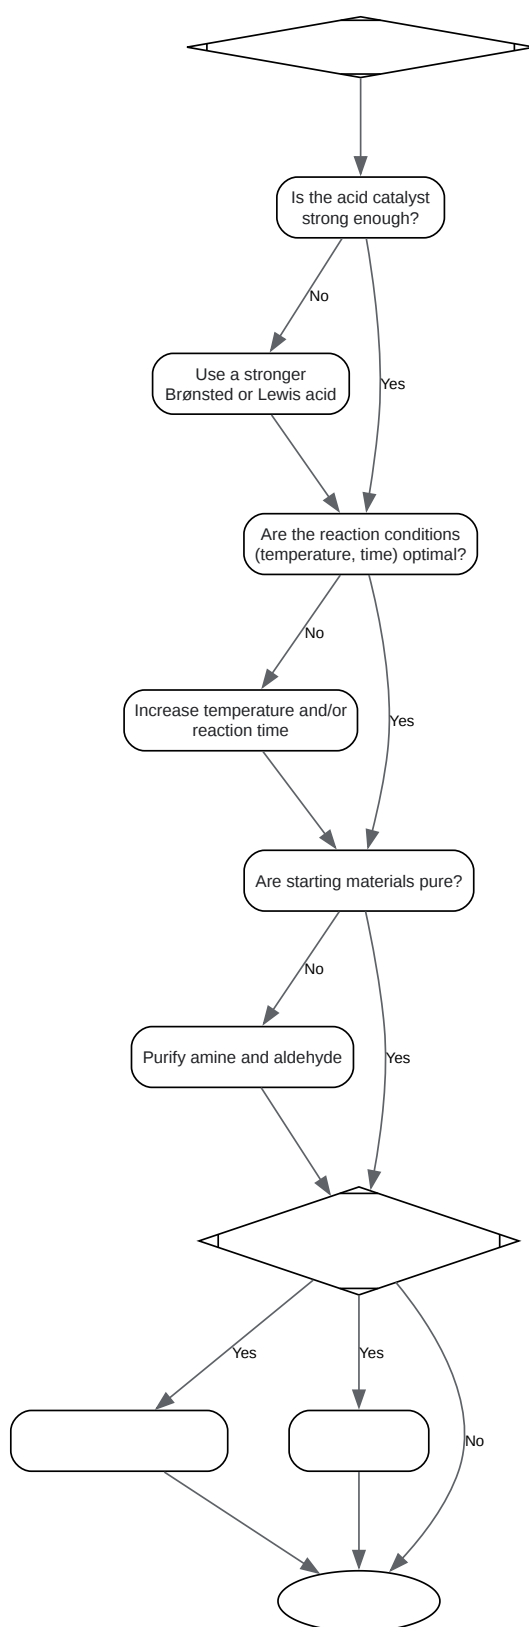 Is the acid catalyst
strong enough?
No
Yes
Use a stronger
Brønsted or Lewis acid
Are the reaction conditions
(temperature, time) optimal?
No
Yes
Increase temperature and/or
reaction time
Are starting materials pure?
No
Yes
Purify amine and aldehyde
Yes
Yes
No